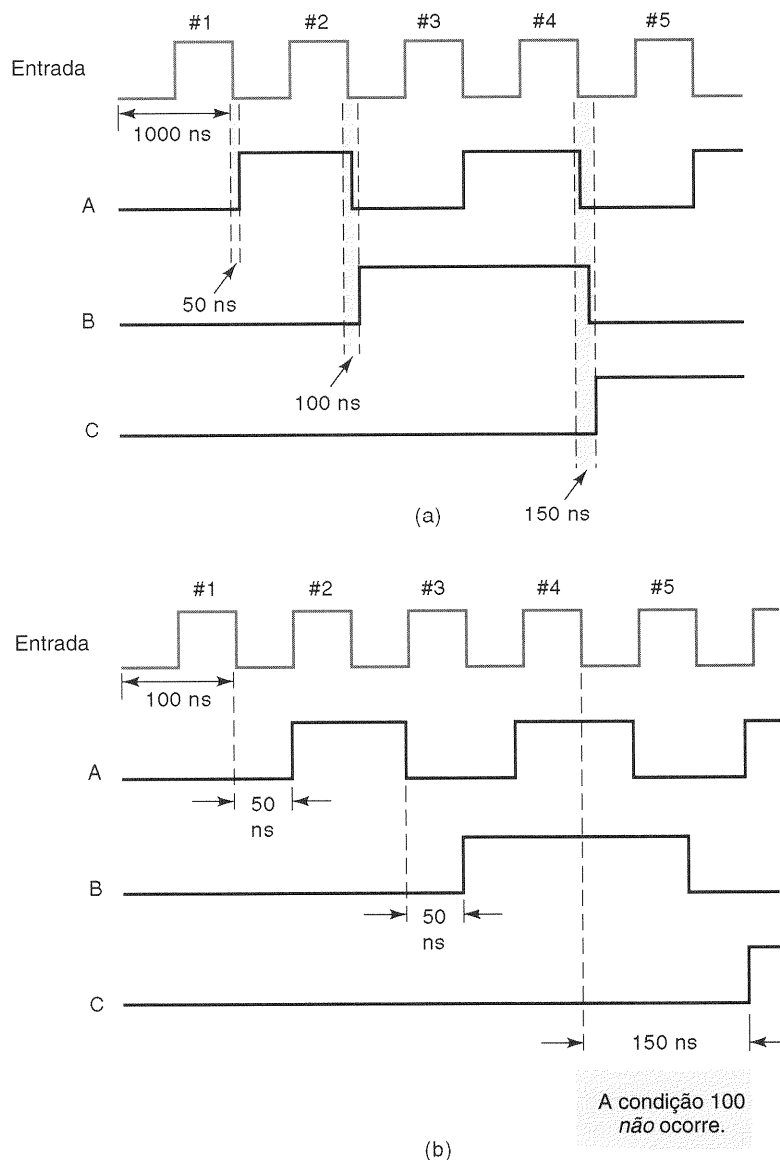 #1 #2 #3 #4 #5
Entrada
1000 ns
A
50 ns
B
100 ns
C
150 ns
(a)
#1 #2 #3 #4 #5
Entrada
100 ns
A
50
ns
B
50
ns
C
150 ns
A condição 100
não ocorre.
(b)